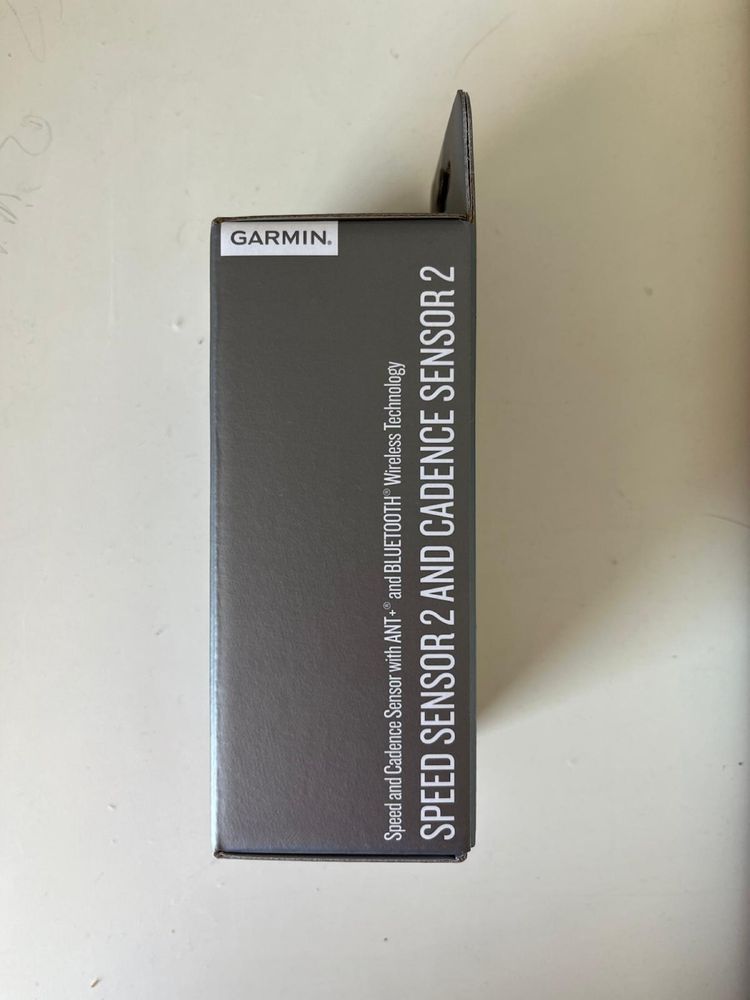 GARMIN®
Speed and Cadence Sensor with ANT+® and BLUETOOTH® Wireless Technology
SPEED SENSOR 2 AND CADENCE SENSOR 2